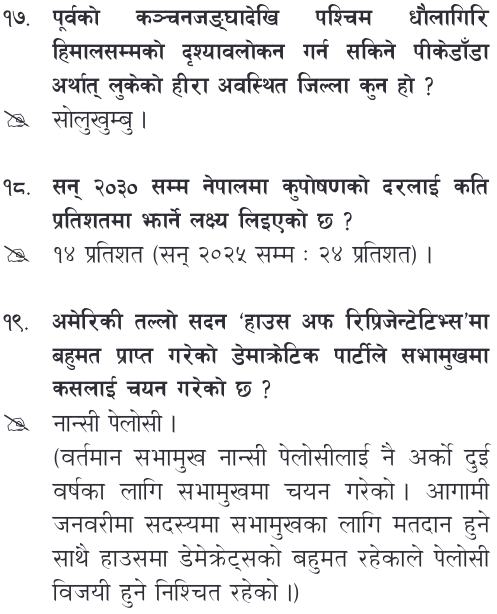 १७. पूर्वको कञ्चनजङ्घादेखि पश्चिम धौलागिरि
हिमालसम्मको दृश्यावलोकन गर्न सकिने पीकेडाँडा
अर्थात् लुकेको हीरा अवस्थित जिल्ला कुन हो ?
सोलुखुम्बु ।
१८. सन् २०३० सम्म नेपालमा कुपोषणको दरलाई कति
प्रतिशतमा झार्ने लक्ष्य लिइएको छ ?
१४ प्रतिशत (सन् २०२५ सम्म : २४ प्रतिशत) ।
१९. अमेरिकी तल्लो सदन ‘हाउस अफ रिप्रिजेन्टेटिभ्स’मा
बहुमत प्राप्त गरेको डेमाक्रेटिक पार्टीले सभामुखमा
कसलाई चयन गरेको छ ?
नान्सी पेलोसी ।
(वर्तमान सभामुख नान्सी पेलोसीलाई नै अर्को दुई
वर्षका लागि सभामुखमा चयन गरेको । आगामी
जनवरीमा सदस्यमा सभामुखका लागि मतदान हुने
साथै हाउसमा डेमेक्रेट्सको बहुमत रहेकाले पेलोसी
विजयी हुने निश्चित रहेको ।)